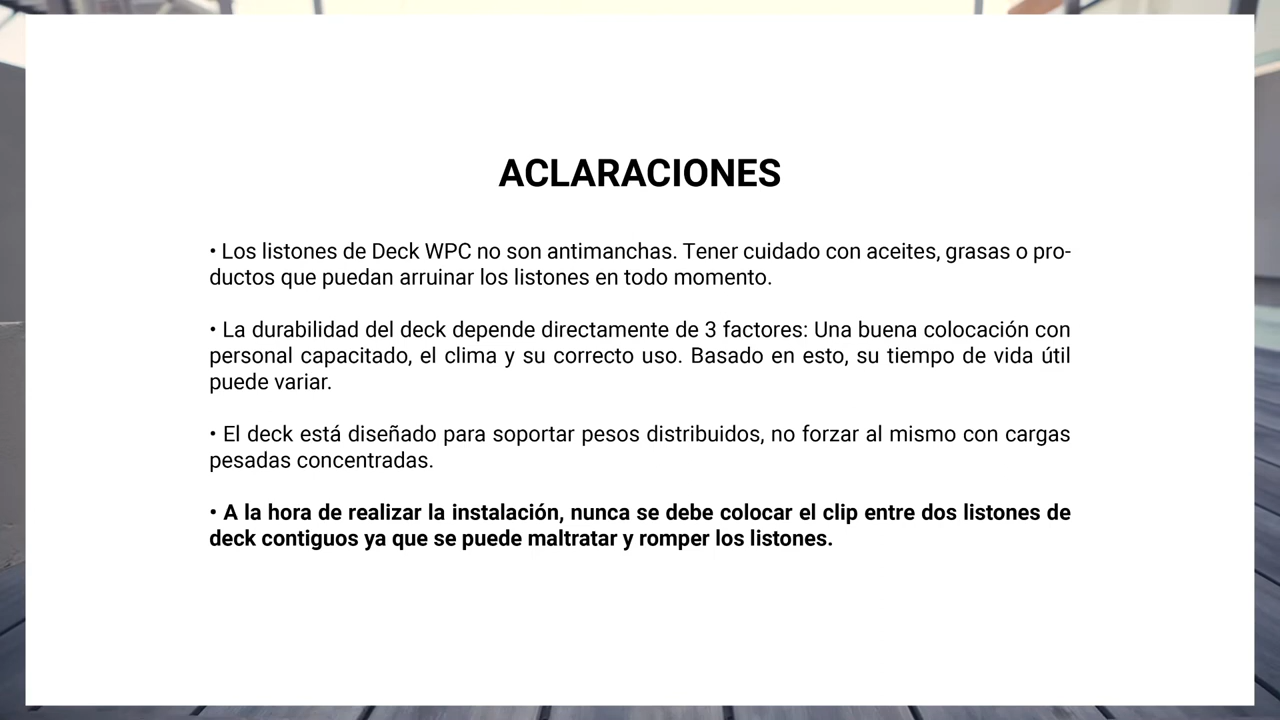 ACLARACIONES
• Los listones de Deck WPC no son antimanchas. Tener cuidado con aceites, grasas o pro-
ductos que puedan arruinar los listones en todo momento.
• La durabilidad del deck depende directamente de 3 factores: Una buena colocación con
personal capacitado, el clima y su correcto uso. Basado en esto, su tiempo de vida útil
puede variar.
• El deck está diseñado para soportar pesos distribuidos, no forzar al mismo con cargas
pesadas concentradas.
• A la hora de realizar la instalación, nunca se debe colocar el clip entre dos listones de
deck contiguos ya que se puede maltratar y romper los listones.